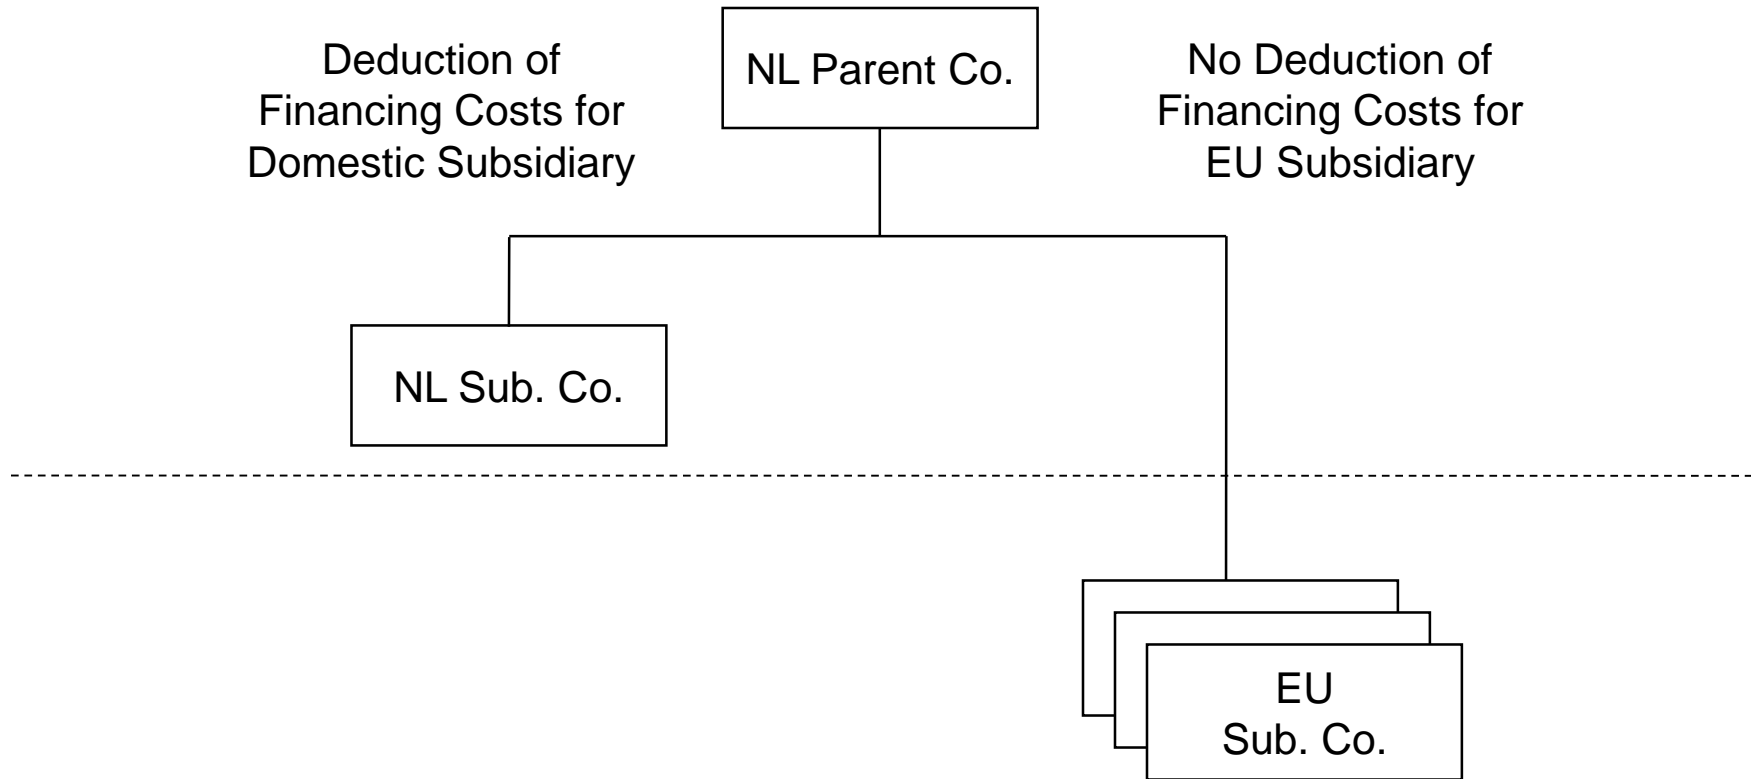 Deduction of
Financing Costs for
Domestic Subsidiary
NL Parent Co.
No Deduction of
Financing Costs for
EU Subsidiary
NL Sub. Co.
EU
Sub. Co.